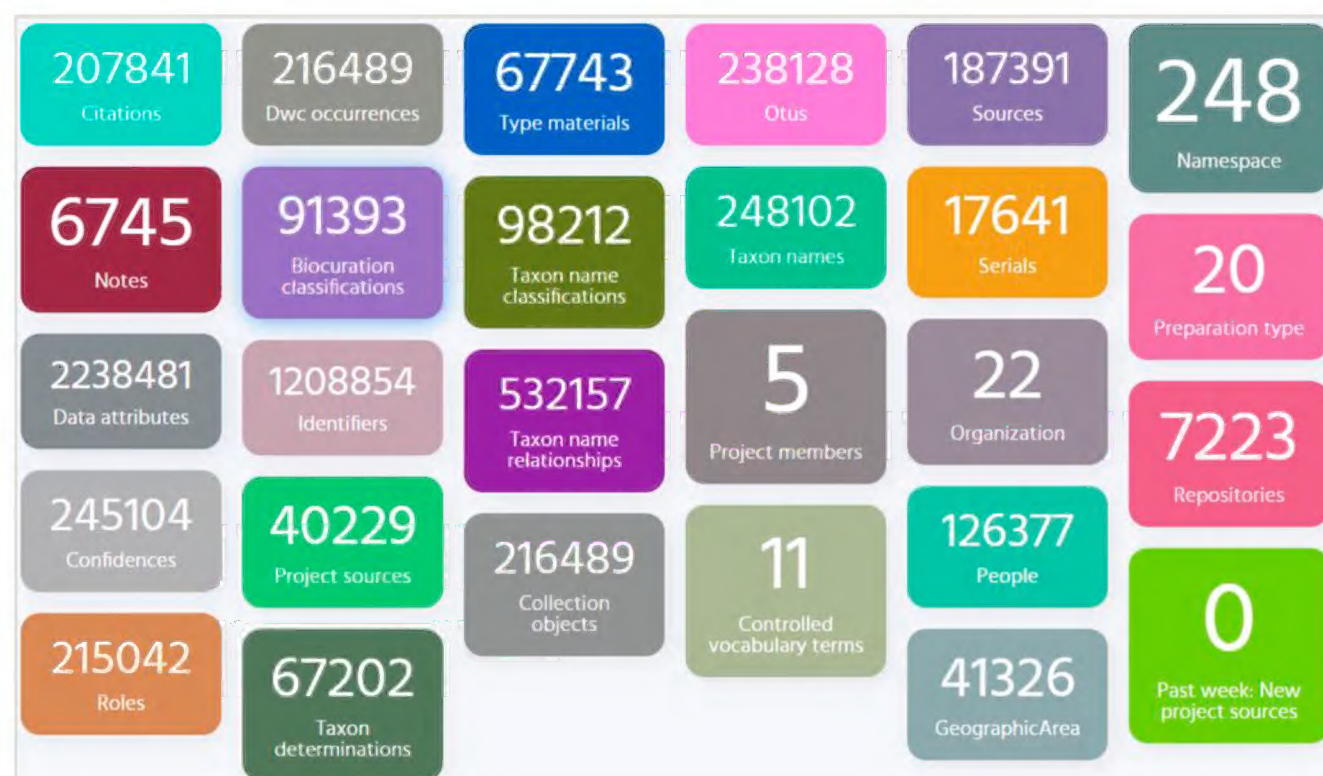 207841
Citations
6745
Notes
2238481
Data attributes
245104
Confidences
215042
Roles
216489
Dwc occurrences
91393
Biocuration
classifications
1208854
Identifiers
40229
Project sources
67202
Taxon
determinations
67743
Type materials
98212
Taxon name
classifications
532157
Taxon name
relationships
216489
Collection
objects
238128
Otus
248102
Taxon names
5
Project members
11
Controlled
vocabulary terms
187391
Sources
17641
Serials
22
Organization
126377
People
41326
GeographicArea
248
Namespace
20
Preparation type
7223
Repositories
0
Past week: New
project sources